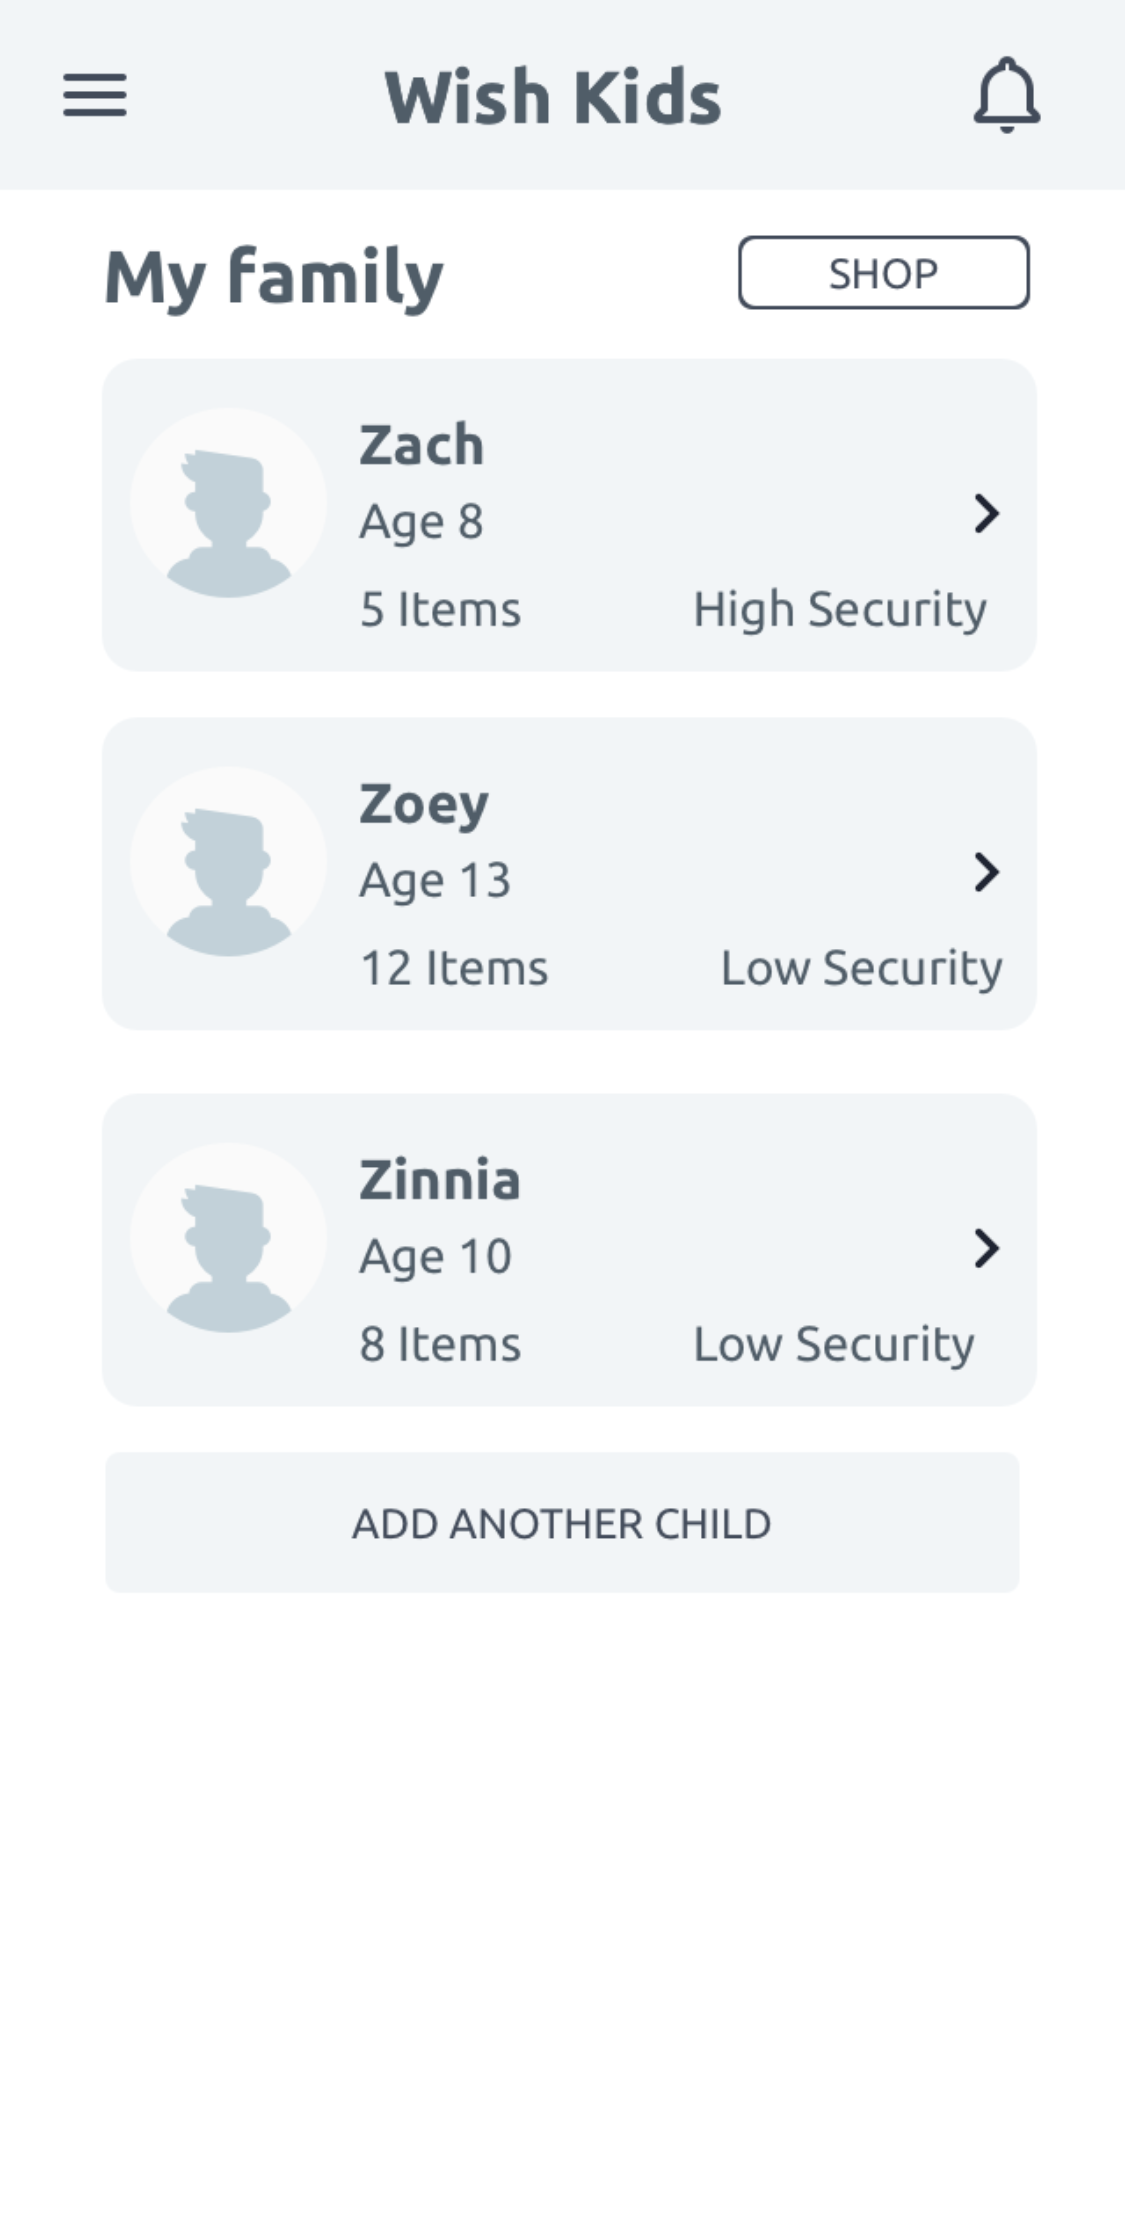 Wish Kids
My family
SHOP
Zach
Age 8
5 Items
High Security
Zoey
Age 13
12 Items
Low Security
Zinnia
Age 10
8 Items
Low Security
ADD ANOTHER CHILD